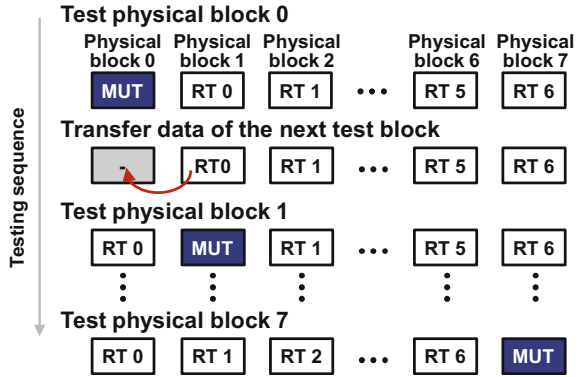 Test physical block 0
Physical block 0 Physical block 1 Physical block 2 Physical block 6 Physical block 7
MUT RT 0 RT 1 ••• RT 5 RT 6
Transfer data of the next test block
- RT0 RT 1 ••• RT 5 RT 6
Test physical block 1
RT 0 MUT RT 1 ••• RT 5 RT 6
Test physical block 7
RT 0 RT 1 RT 2 ••• RT 6 MUT
Testing sequence